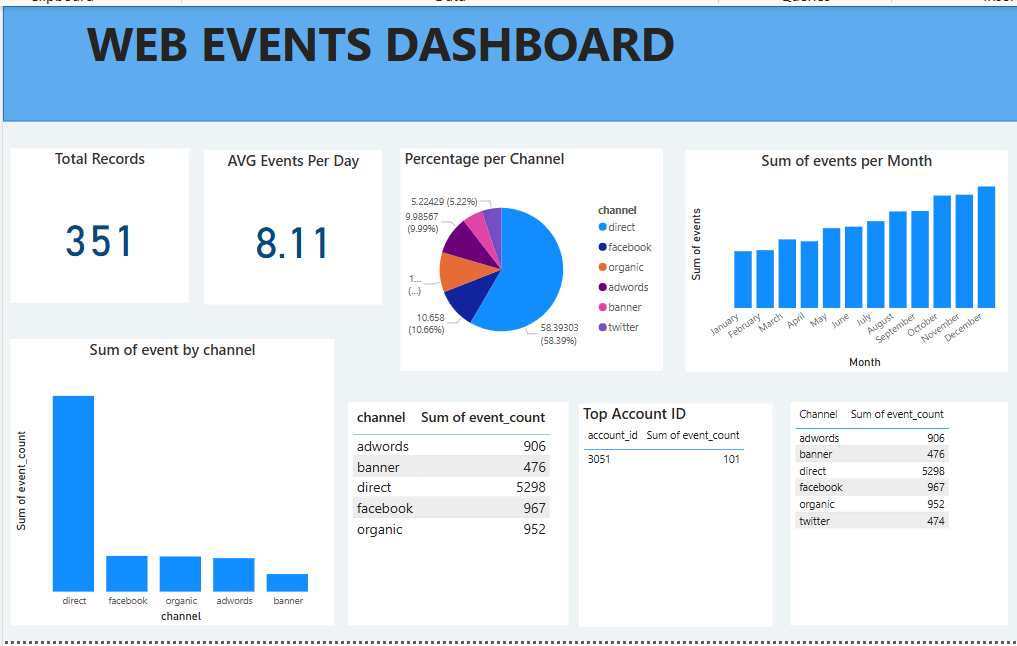 WEB EVENTS DASHBOARD
Total Records
351
AVG Events Per Day
8.11
Percentage per Channel
5.22429 (5.22%)
9.98567
(9.99%)
1...
(...)
10.658
(10.66%)
58.39303
(58.39%)
channel
direct
facebook
organic
adwords
banner
twitter
Sum of events per Month
Sum of events
January
February
March
April
May
June
July
August
September
October
November
December
Month
Sum of event by channel
Sum of event_count
direct facebook organic adwords banner
channel
channel Sum of event_count
adwords 906
banner 476
direct 5298
facebook 967
organic 952
Top Account ID
account_id Sum of event_count
3051 101
Channel Sum of event_count
adwords 906
banner 476
direct 5298
facebook 967
organic 952
twitter 474